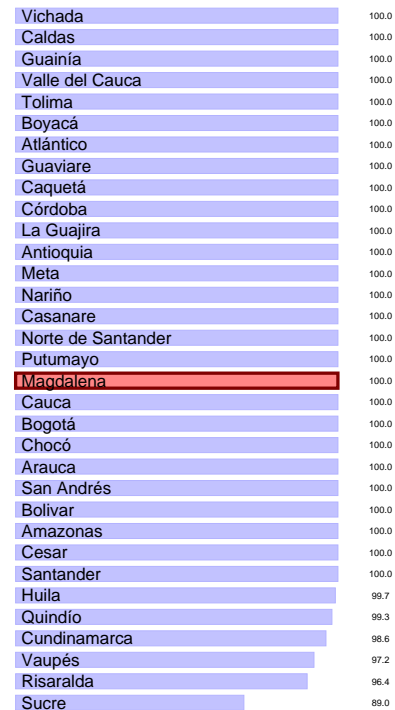 Vichada 100.0
Caldas 100.0
Guainía 100.0
Valle del Cauca 100.0
Tolima 100.0
Boyacá 100.0
Atlántico 100.0
Guaviare 100.0
Caquetá 100.0
Córdoba 100.0
La Guajira 100.0
Antioquia 100.0
Meta 100.0
Nariño 100.0
Casanare 100.0
Norte de Santander 100.0
Putumayo 100.0
Magdalena 100.0
Cauca 100.0
Bogotá 100.0
Chocó 100.0
Arauca 100.0
San Andrés 100.0
Bolivar 100.0
Amazonas 100.0
Cesar 100.0
Santander 100.0
Huila 99.7
Quindío 99.3
Cundinamarca 98.6
Vaupés 97.2
Risaralda 96.4
Sucre 89.0